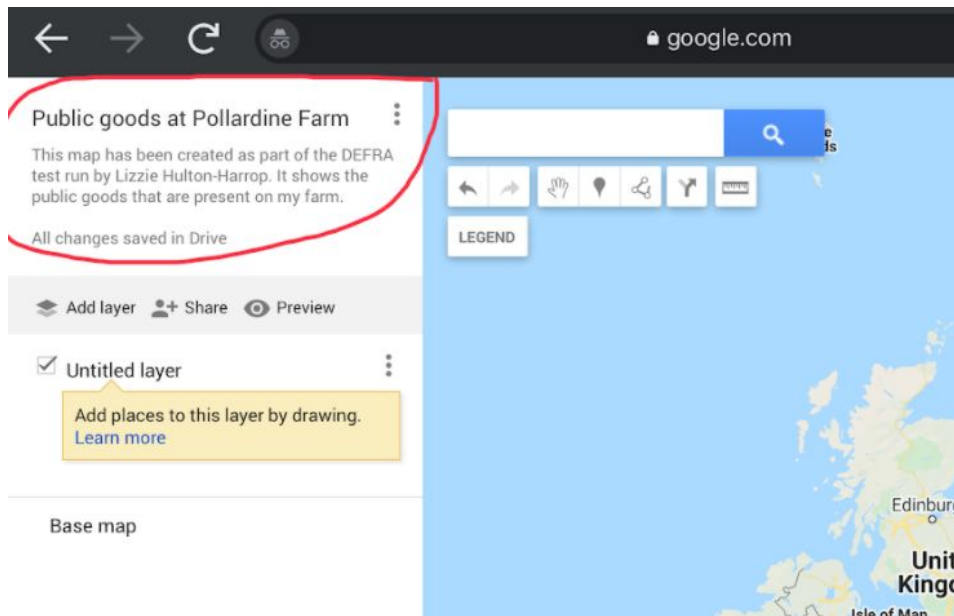 google.com
Public goods at Pollardine Farm
This map has been created as part of the DEFRA
test run by Lizzie Hulton-Harrop. It shows the
public goods that are present on my farm.
All changes saved in Drive
LEGEND
Add layer Share Preview
Untitled layer
Add places to this layer by drawing.
Learn more
Base map
Edinburg
Unit
Kingd
Isle of Man